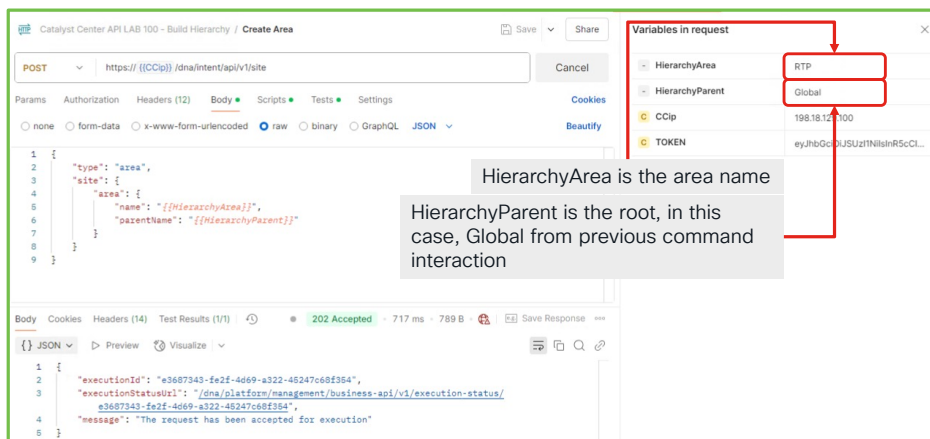 Catalyst Center API LAB 100 - Build Hierarchy / Create Area
Save
Share
POST
https:// {{CCip}} /dna/intent/api/v1/site
Cancel
Params Authorization Headers (12) Body Scripts Tests Settings
Cookies
none form-data x-www-form-urlencoded raw binary GraphQL JSON
Beautify
1 {
2 "type": "area",
3 "site": {
4 "area": {
5 "name": "{{HierarchyArea}}",
6 "parentName": "{{HierarchyParent}}"
7 }
8 }
9 }
Body Cookies Headers (14) Test Results (1/1)
202 Accepted
717 ms
789 B
Save Response
{} JSON Preview Visualize
1 {
2 "executionId": "e3687343-fe2f-4d69-a322-45247c68f354",
3 "executionStatusUrl": "/dna/platform/management/business-api/v1/execution-status/
e3687343-fe2f-4d69-a322-45247c68f354",
4 "message": "The request has been accepted for execution"
5 }
Variables in request
HierarchyArea RTP
HierarchyParent Global
C CCip
C TOKEN
HierarchyArea is the area name
HierarchyParent is the root, in this
case, Global from previous command
interaction